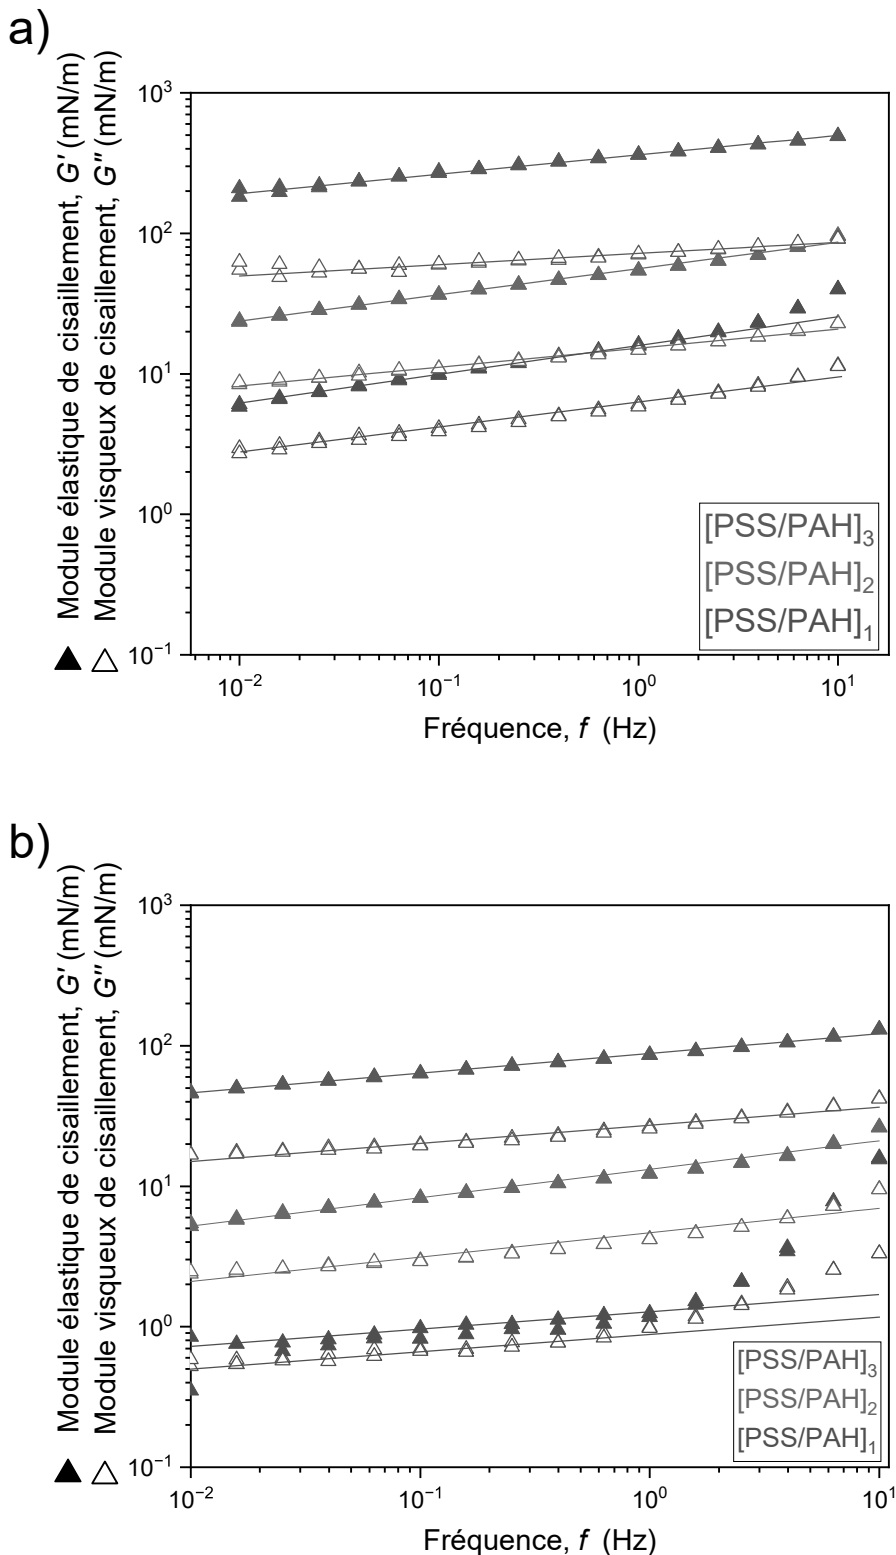 a)
▲ Module élastique de cisaillement, G′ (mN/m)
△ Module visqueux de cisaillement, G″ (mN/m)
10³
10²
10¹
10⁰
10⁻¹
[PSS/PAH]₃
[PSS/PAH]₂
[PSS/PAH]₁
10⁻² 10⁻¹ 10⁰ 10¹
Fréquence, f (Hz)
b)
▲ Module élastique de cisaillement, G′ (mN/m)
△ Module visqueux de cisaillement, G″ (mN/m)
10³
10²
10¹
10⁰
10⁻¹
[PSS/PAH]₃
[PSS/PAH]₂
[PSS/PAH]₁
10⁻² 10⁻¹ 10⁰ 10¹
Fréquence, f (Hz)